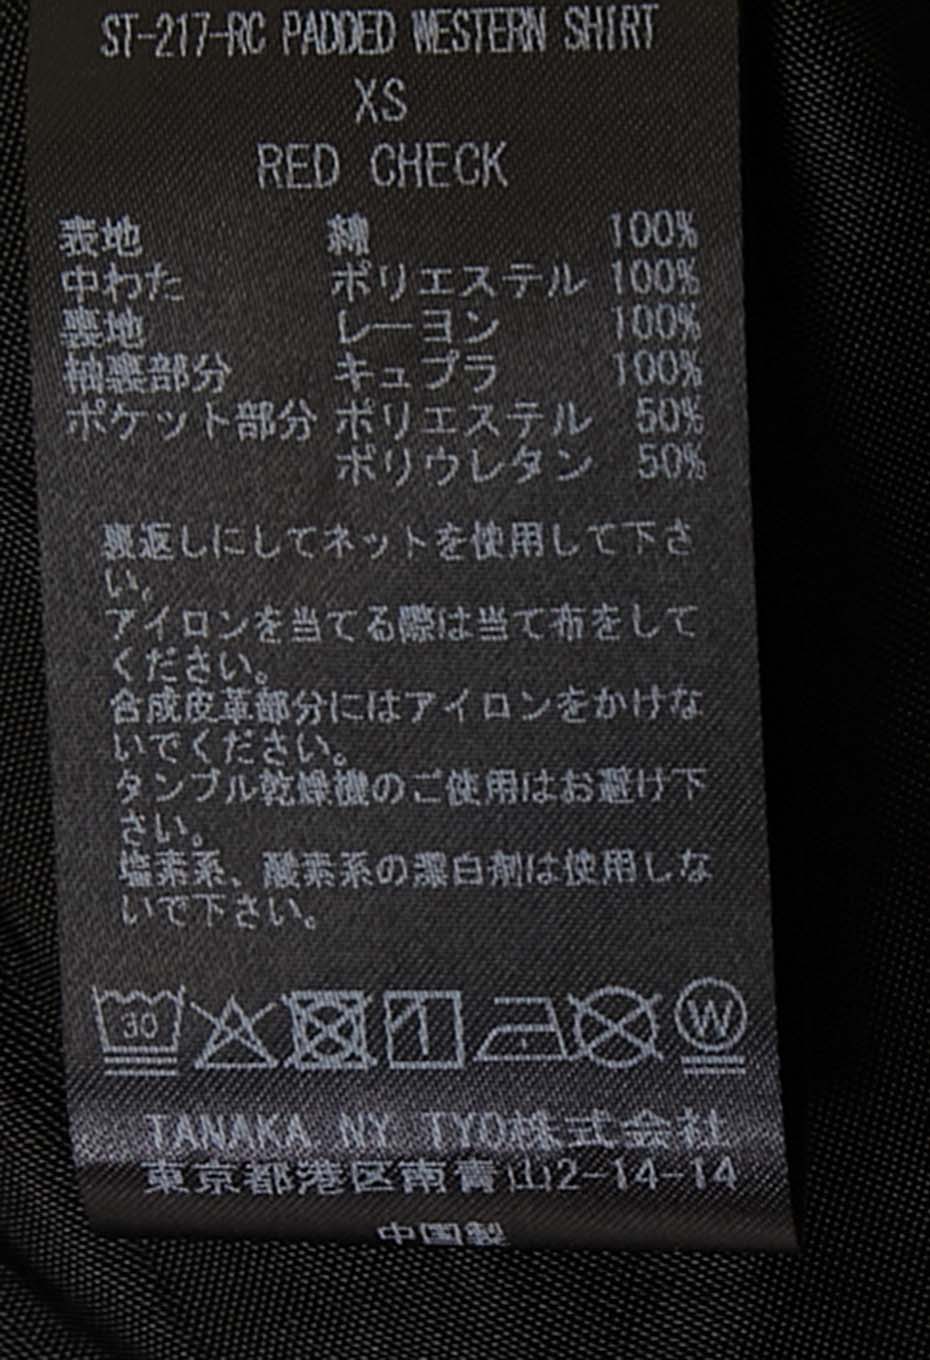 ST-217-RC PADDED WESTERN SHIRT
XS
RED CHECK
表地 綿 100%
中わた ポリエステル 100%
裏地 レーヨン 100%
袖裏部分 キュプラ 100%
ポケット部分 ポリエステル 50%
ポリウレタン 50%
裏返しにしてネットを使用して下さ
い。
アイロンを当てる際は当て布をして
ください。
合成皮革部分にはアイロンをかけな
いでください。
タンブル乾燥機のご使用はお避け下
さい。
塩素系、酸素系の漂白剤は使用しな
いで下さい。
30 W
TANAKA NY TYO株式会社
東京都港区南青山2-14-14
中国製